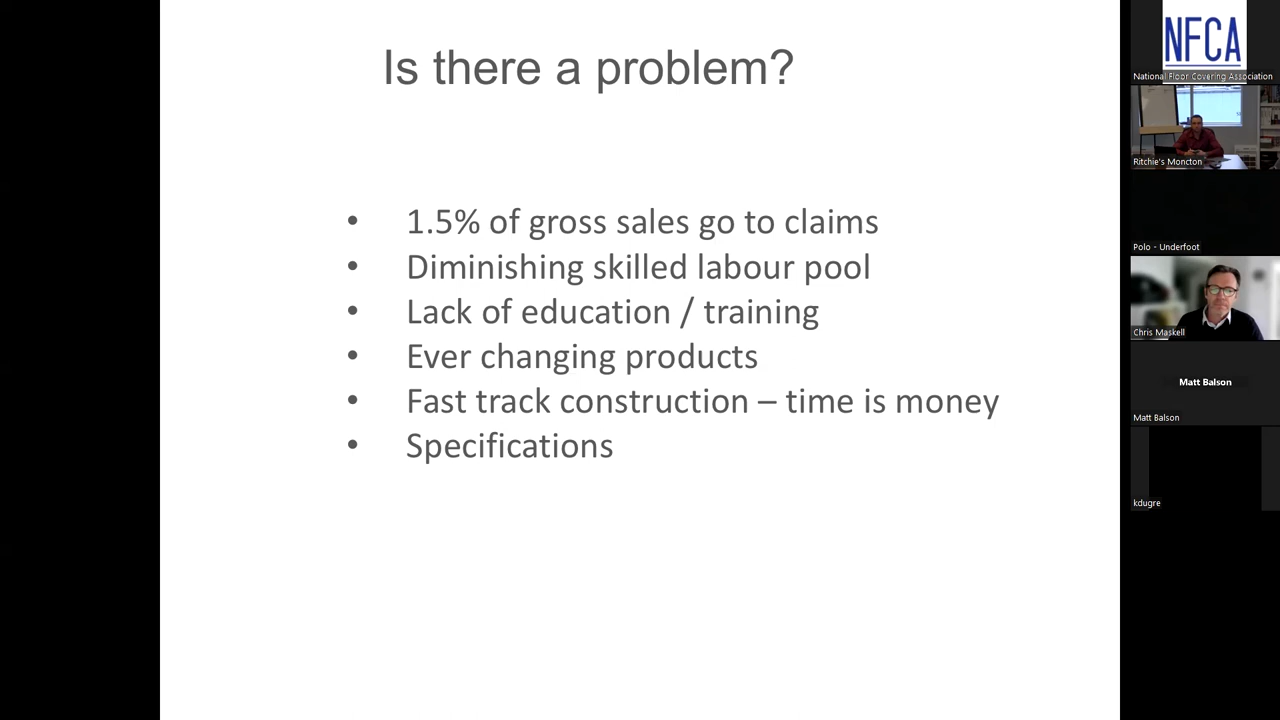 Is there a problem?
• 1.5% of gross sales go to claims
• Diminishing skilled labour pool
• Lack of education / training
• Ever changing products
• Fast track construction – time is money
• Specifications
NFCA
National Floor Covering Association
Ritchie's Moncton
Polo - Underfoot
Chris Maskell
Matt Balson
Matt Balson
kdugre